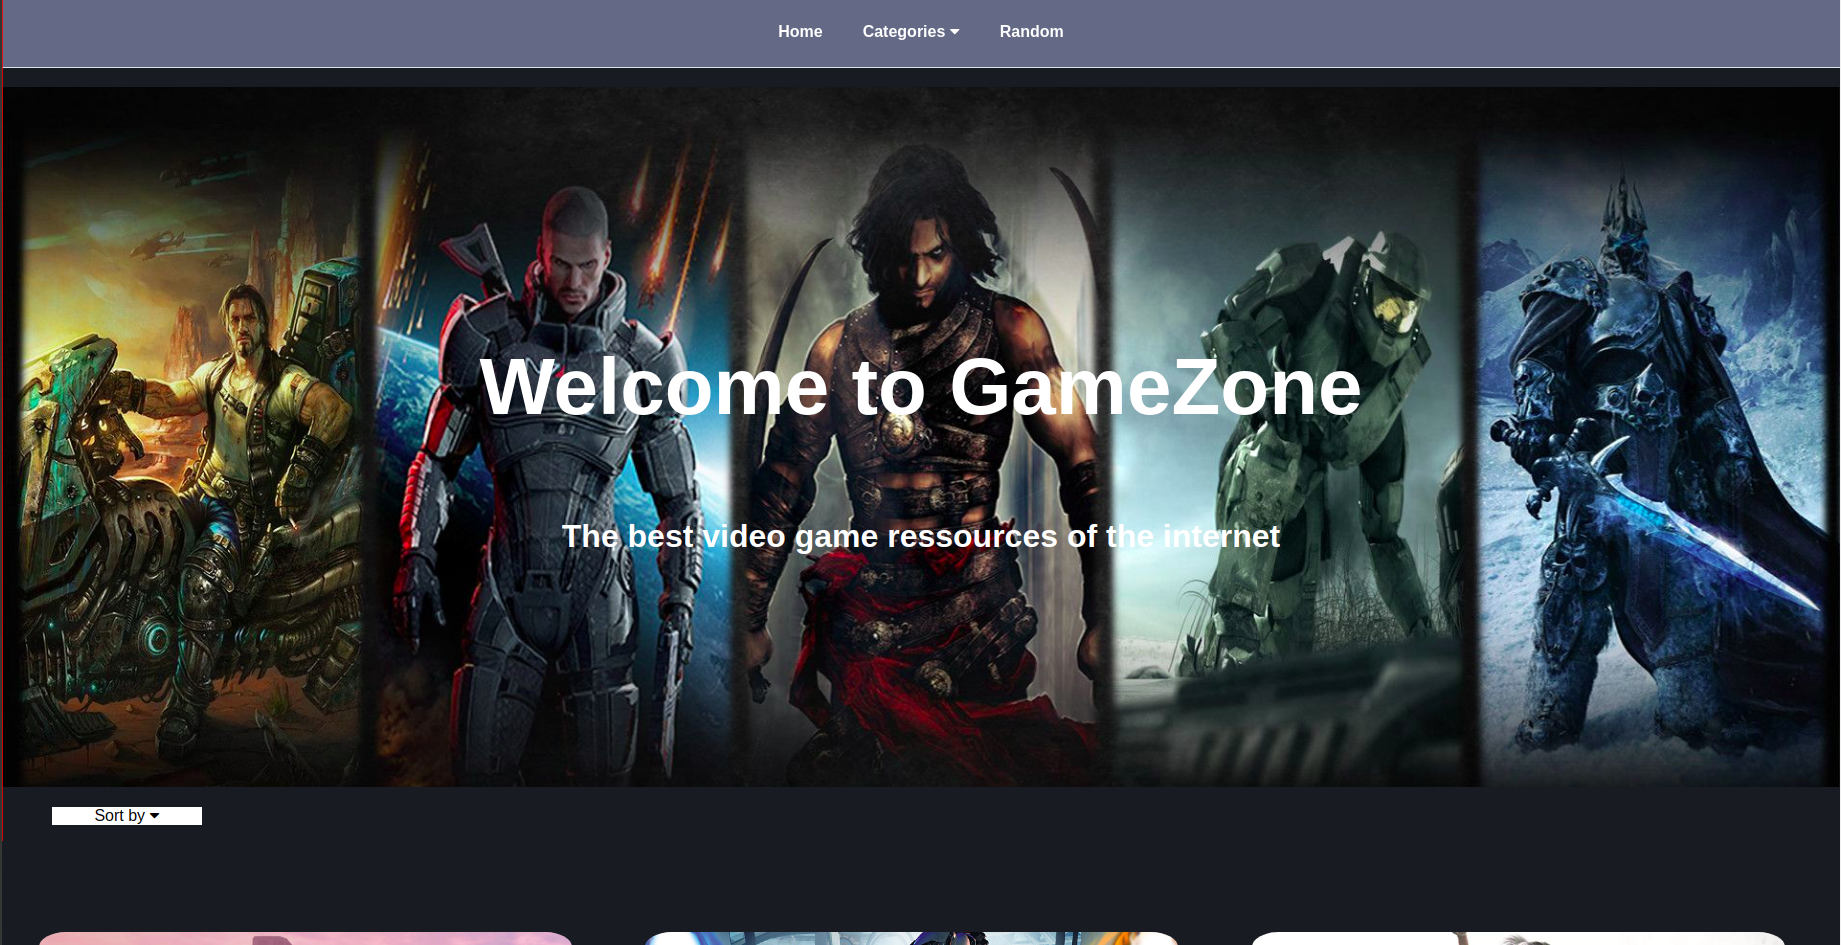 Home Categories Random
Welcome to GameZone
The best video game ressources of the internet
Sort by